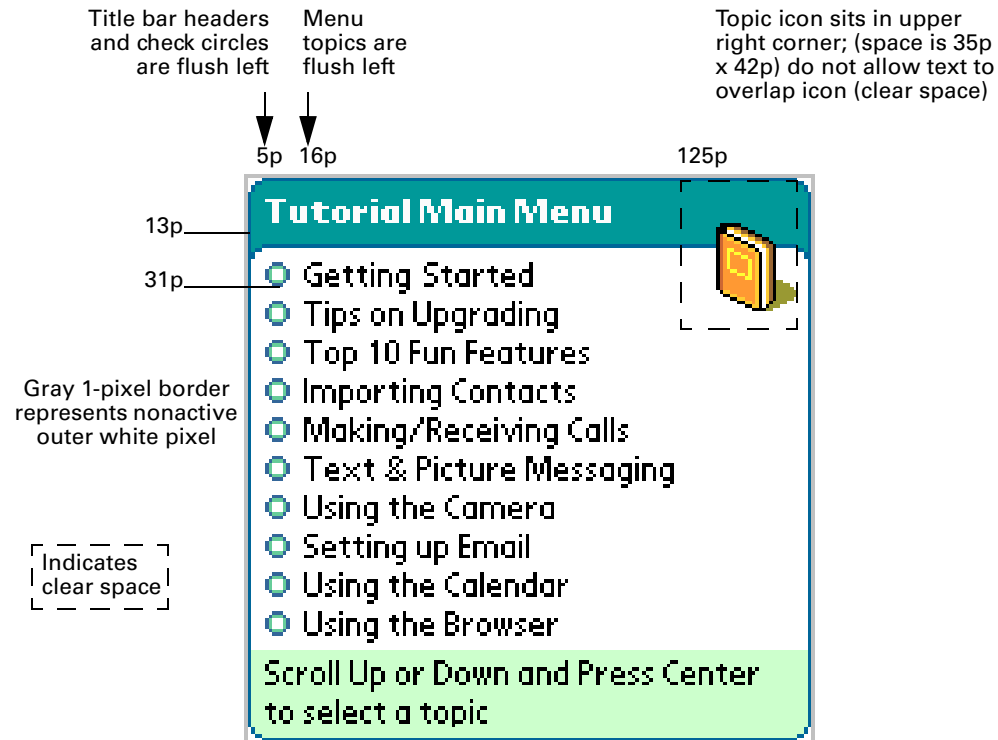 Title bar headers
and check circles
are flush left
Menu
topics are
flush left
Topic icon sits in upper
right corner; (space is 35p
x 42p) do not allow text to
overlap icon (clear space)
5p
16p
125p
13p
31p
Tutorial Main Menu
Getting Started
Tips on Upgrading
Top 10 Fun Features
Importing Contacts
Making/Receiving Calls
Text & Picture Messaging
Using the Camera
Setting up Email
Using the Calendar
Using the Browser
Scroll Up or Down and Press Center
to select a topic
Gray 1-pixel border
represents nonactive
outer white pixel
Indicates
clear space